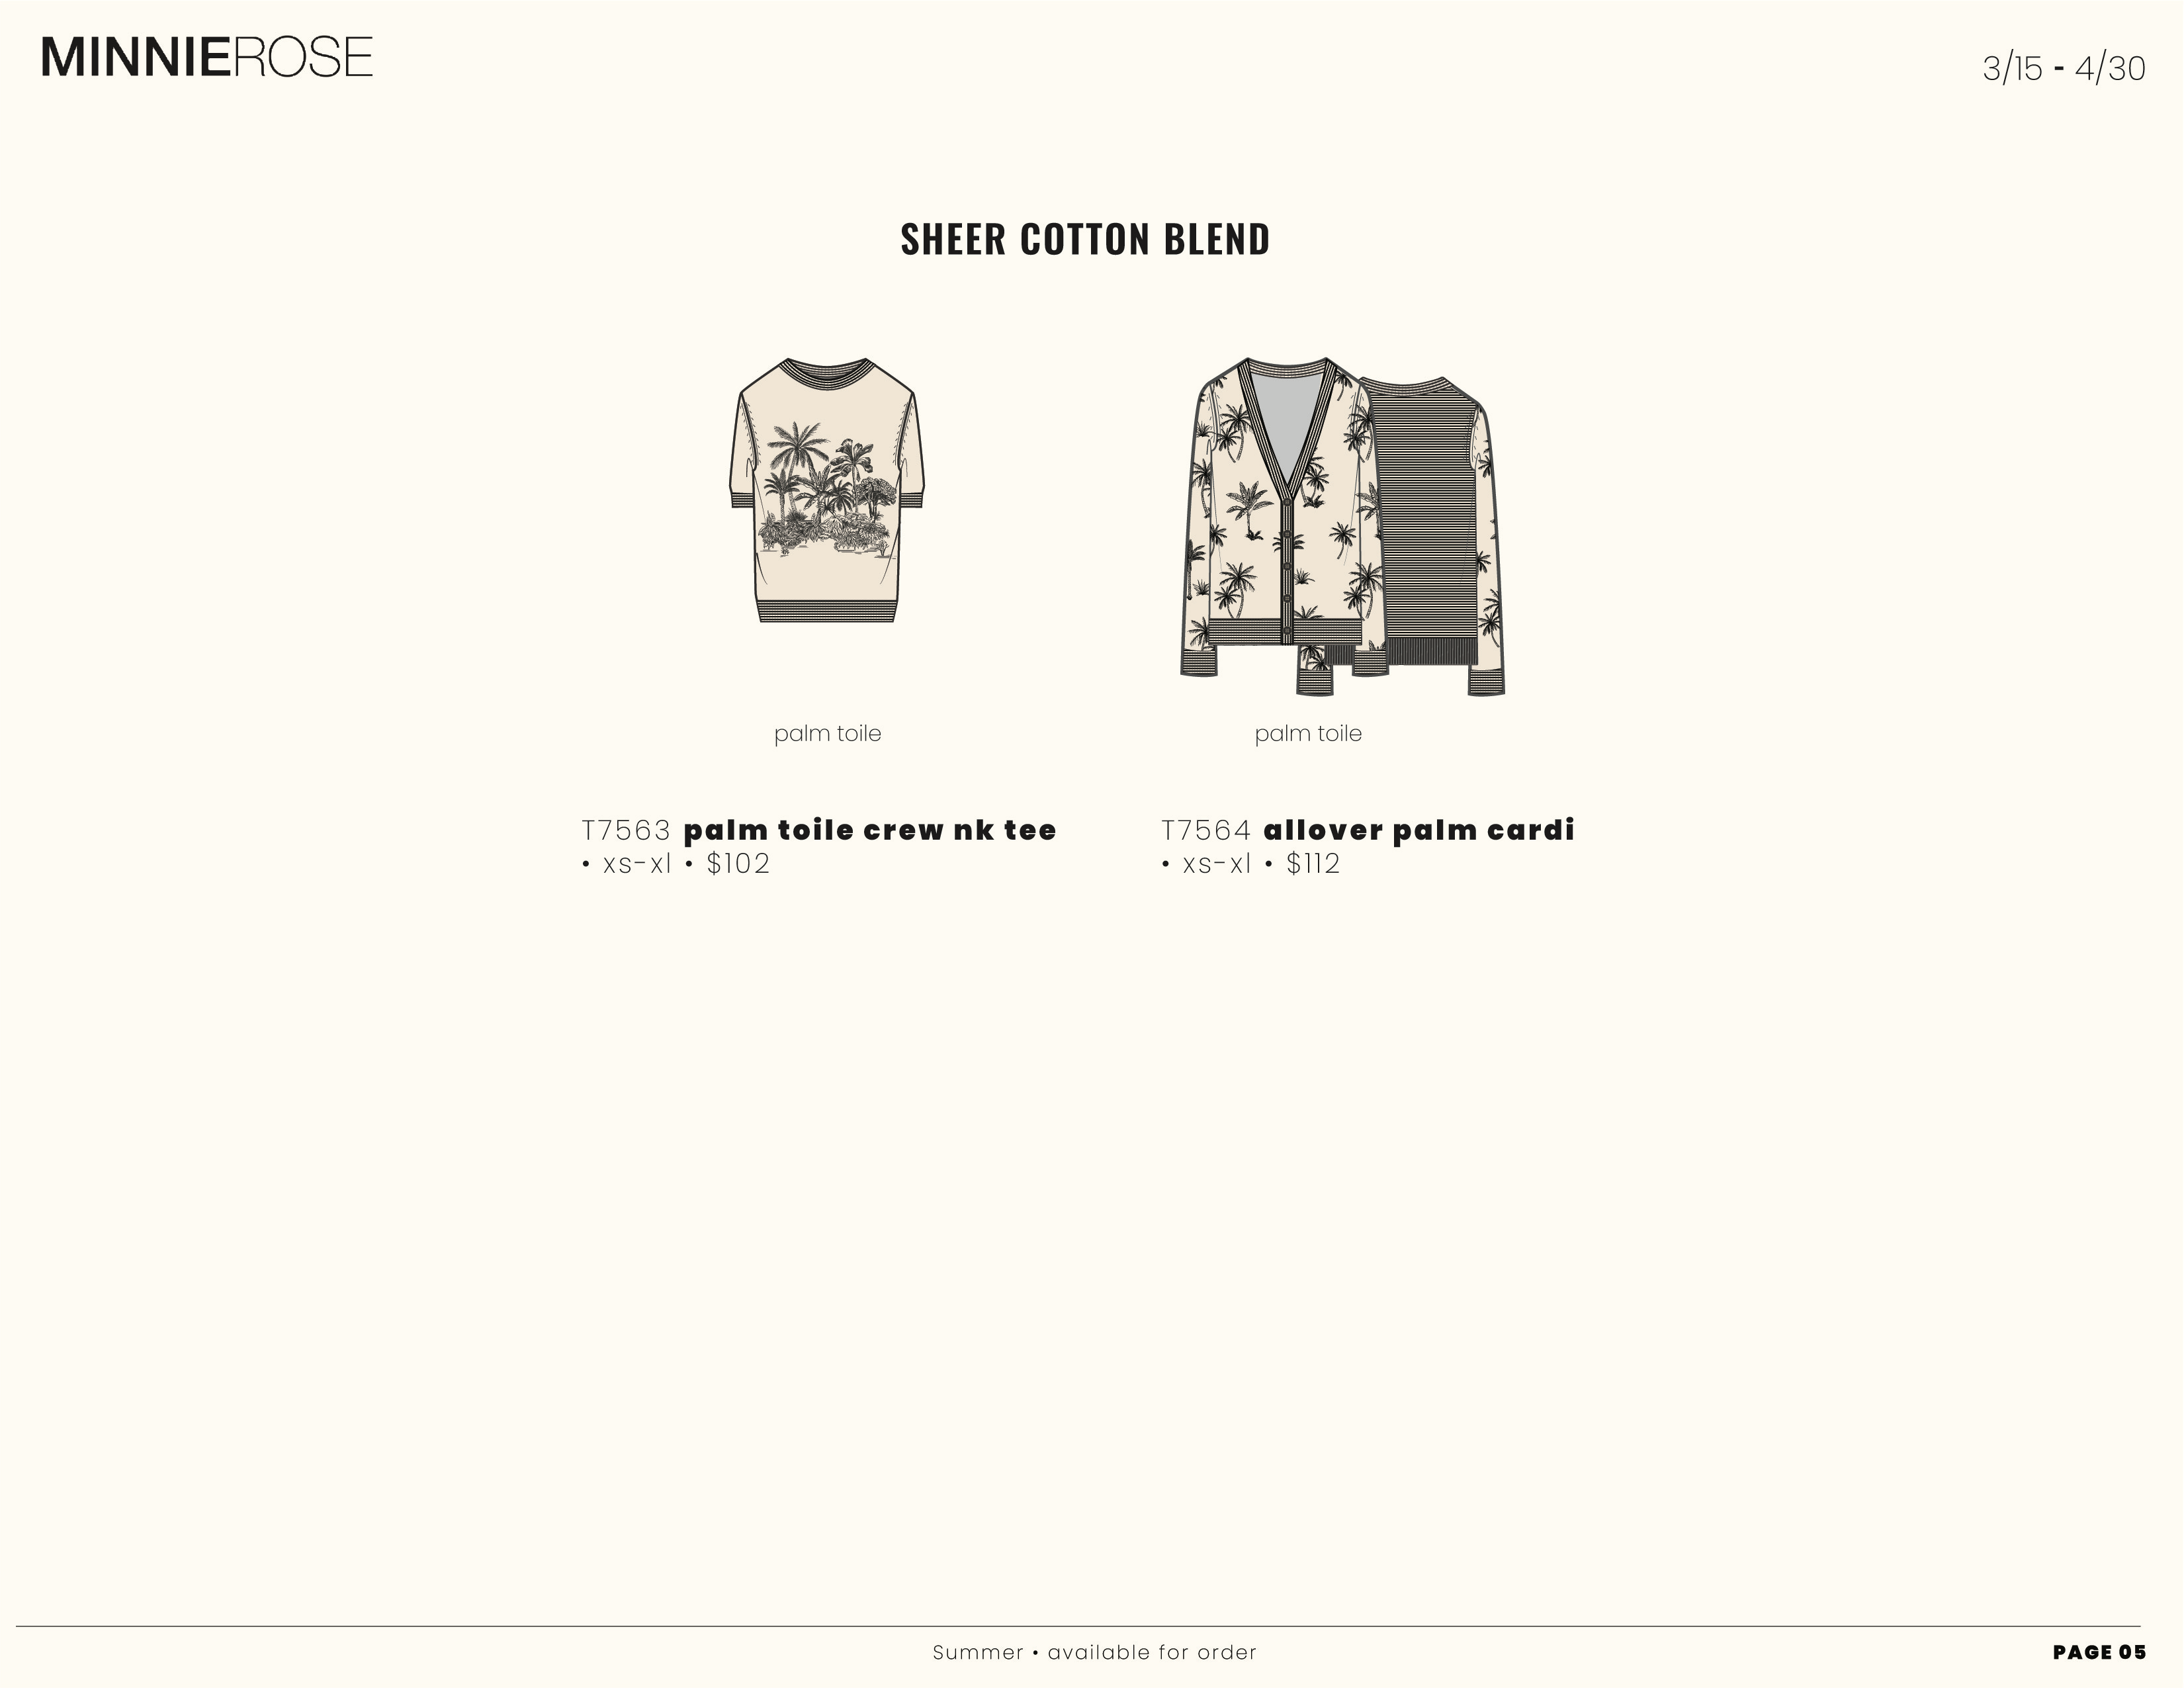 MINNIEROSE
3/15 - 4/30
SHEER COTTON BLEND
palm toile
palm toile
T7563 palm toile crew nk tee
• xs-xl • $102
T7564 allover palm cardi
• xs-xl • $112
Summer • available for order
PAGE 05